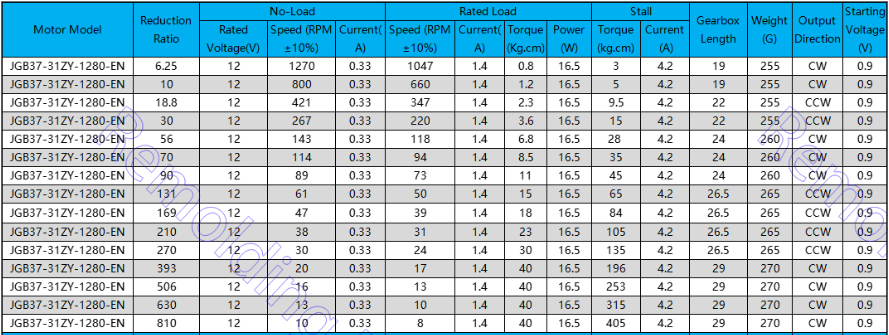 No-Load Rated Load Stall
Motor Model Reduction Ratio Rated Voltage(V) Speed (RPM ±10%) Current(A) Speed (RPM ±10%) Current(A) Torque (Kg.cm) Power (W) Torque (kg.cm) Current (A) Gearbox Length Weight (G) Output Direction Starting Voltage (V)
JGB37-31ZY-1280-EN 6.25 12 1270 0.33 1047 1.4 0.8 16.5 3 4.2 19 255 CW 0.9
JGB37-31ZY-1280-EN 10 12 800 0.33 660 1.4 1.2 16.5 5 4.2 19 255 CW 0.9
JGB37-31ZY-1280-EN 18.8 12 421 0.33 347 1.4 2.3 16.5 9.5 4.2 22 255 CCW 0.9
JGB37-31ZY-1280-EN 30 12 267 0.33 220 1.4 3.6 16.5 15 4.2 22 255 CCW 0.9
JGB37-31ZY-1280-EN 56 12 143 0.33 118 1.4 6.8 16.5 28 4.2 24 260 CW 0.9
JGB37-31ZY-1280-EN 70 12 114 0.33 94 1.4 8.5 16.5 35 4.2 24 260 CW 0.9
JGB37-31ZY-1280-EN 90 12 89 0.33 73 1.4 11 16.5 45 4.2 24 260 CW 0.9
JGB37-31ZY-1280-EN 131 12 61 0.33 50 1.4 15 16.5 65 4.2 26.5 265 CCW 0.9
JGB37-31ZY-1280-EN 169 12 47 0.33 39 1.4 18 16.5 84 4.2 26.5 265 CCW 0.9
JGB37-31ZY-1280-EN 210 12 38 0.33 31 1.4 23 16.5 105 4.2 26.5 265 CCW 0.9
JGB37-31ZY-1280-EN 270 12 30 0.33 24 1.4 30 16.5 135 4.2 26.5 265 CCW 0.9
JGB37-31ZY-1280-EN 393 12 20 0.33 17 1.4 40 16.5 196 4.2 29 270 CW 0.9
JGB37-31ZY-1280-EN 506 12 16 0.33 13 1.4 40 16.5 253 4.2 29 270 CW 0.9
JGB37-31ZY-1280-EN 630 12 13 0.33 10 1.4 40 16.5 315 4.2 29 270 CW 0.9
JGB37-31ZY-1280-EN 810 12 10 0.33 8 1.4 40 16.5 405 4.2 29 270 CW 0.9